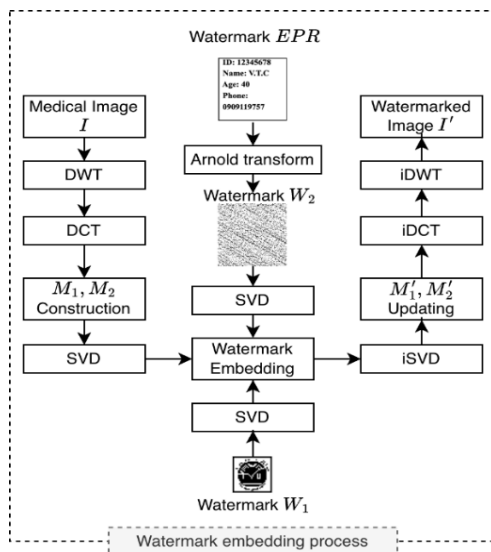 Watermark EPR
ID: 12345678
Name: V.T.C
Age: 40
Phone:
0909119757
Medical Image
I
Watermarked
Image I′
Arnold transform
DWT
iDWT
Watermark W₂
DCT
iDCT
M₁, M₂
Construction
SVD
M′₁, M′₂
Updating
SVD
Watermark
Embedding
iSVD
SVD
Watermark W₁
Watermark embedding process